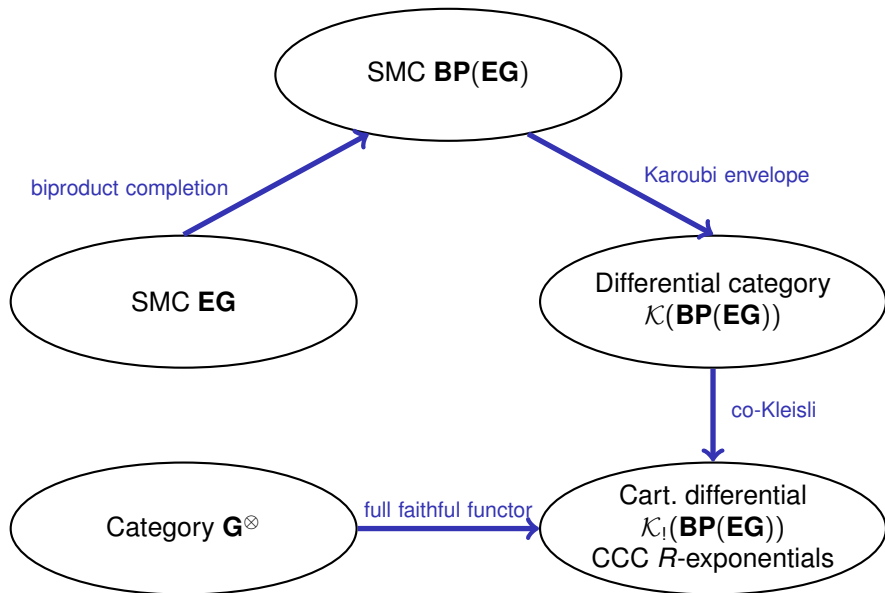 SMC BP(EG)
biproduct completion
Karoubi envelope
SMC EG
Differential category
𝒦(BP(EG))
co-Kleisli
Category G⊗
full faithful functor
Cart. differential
𝒦!(BP(EG))
CCC R-exponentials